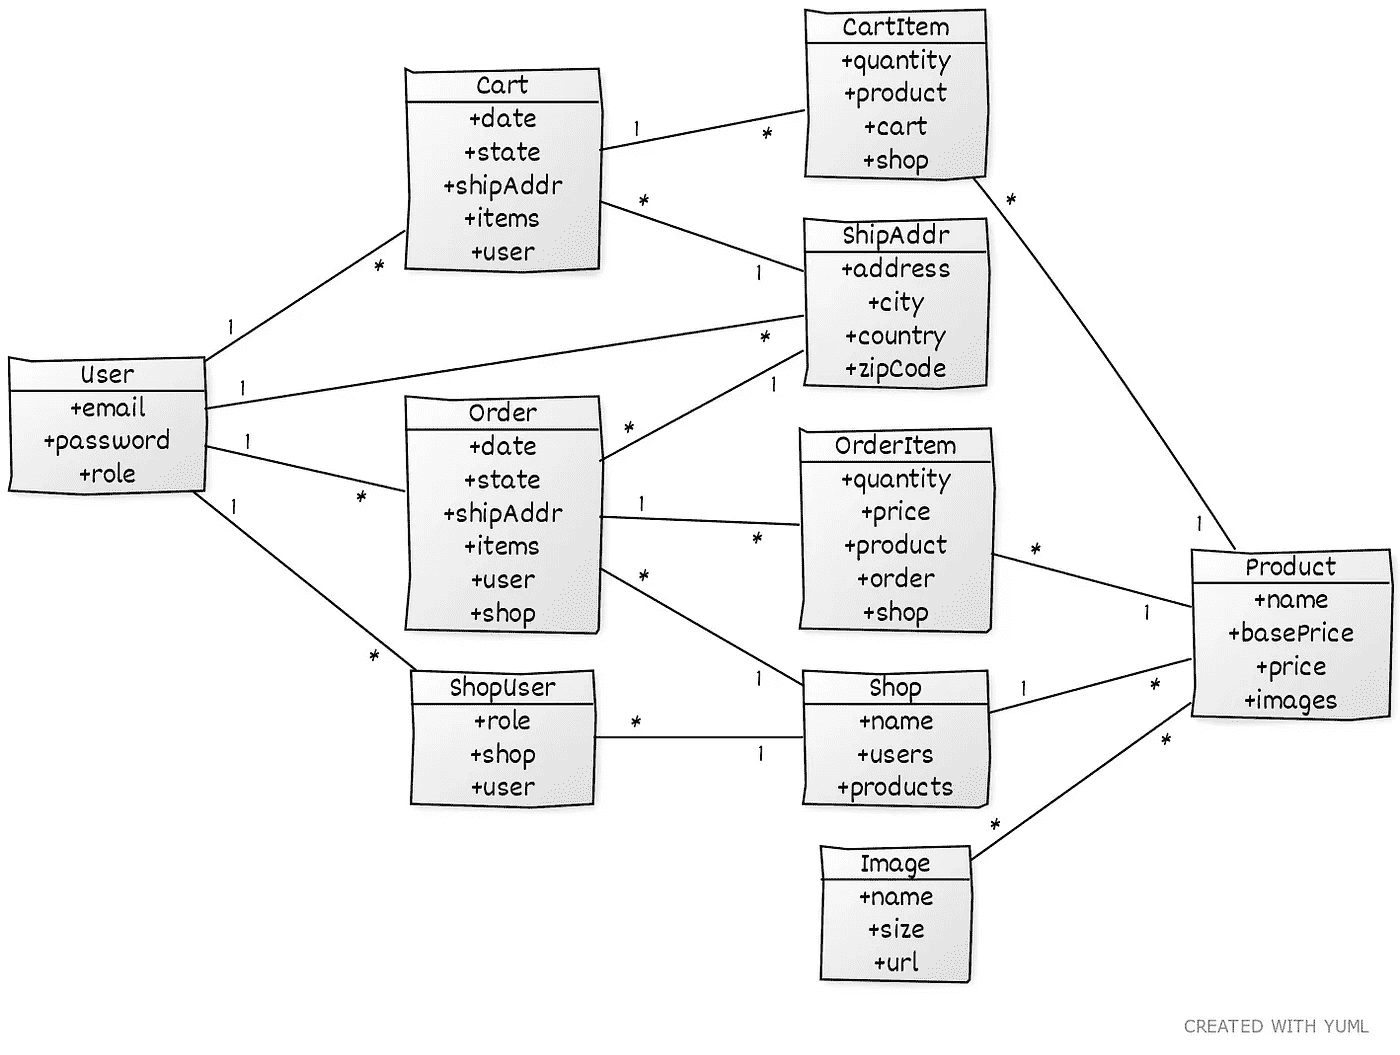 User
+email
+password
+role
1
*
1
*
1
*
1
*
Cart
+date
+state
+shipAddr
+items
+user
1
*
*
1
Order
+date
+state
+shipAddr
+items
+user
+shop
*
1
1
*
*
1
ShopUser
+role
+shop
+user
*
1
CartItem
+quantity
+product
+cart
+shop
*
1
ShipAddr
+address
+city
+country
+zipCode
OrderItem
+quantity
+price
+product
+order
+shop
*
1
Shop
+name
+users
+products
1
*
Image
+name
+size
+url
*
*
Product
+name
+basePrice
+price
+images
CREATED WITH YUML